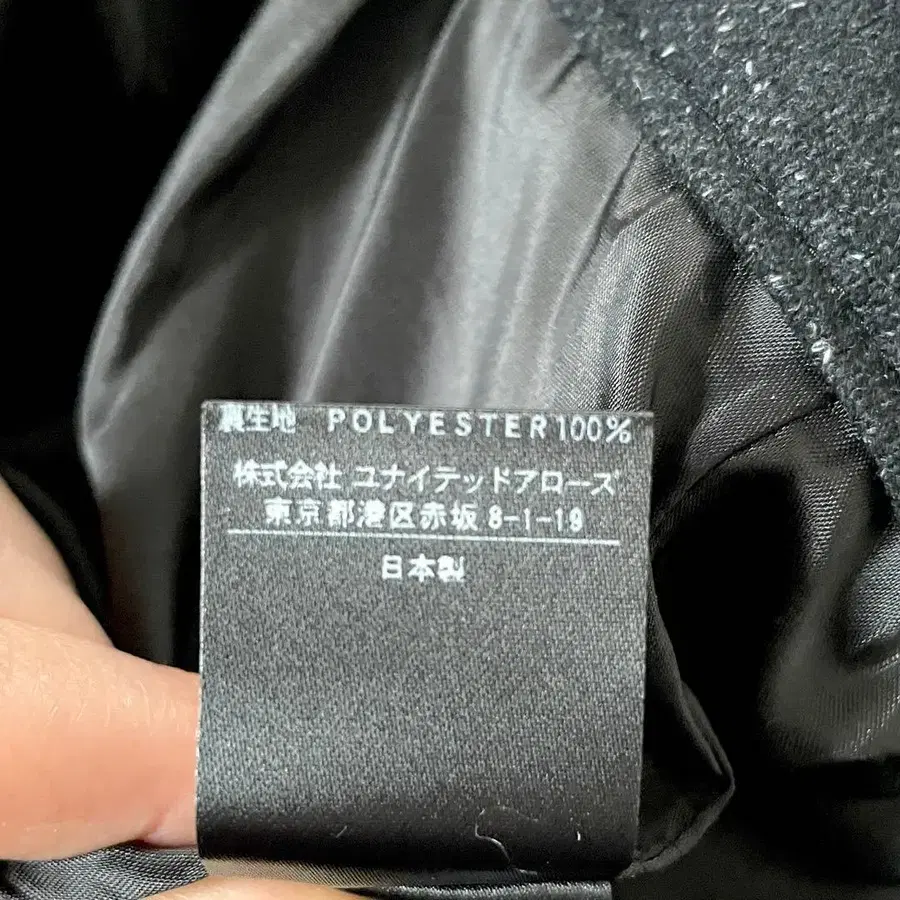 裏生地 POLYESTER100%
株式会社 ユナイテッドアローズ
東京都港区赤坂 8-1-19
日本製